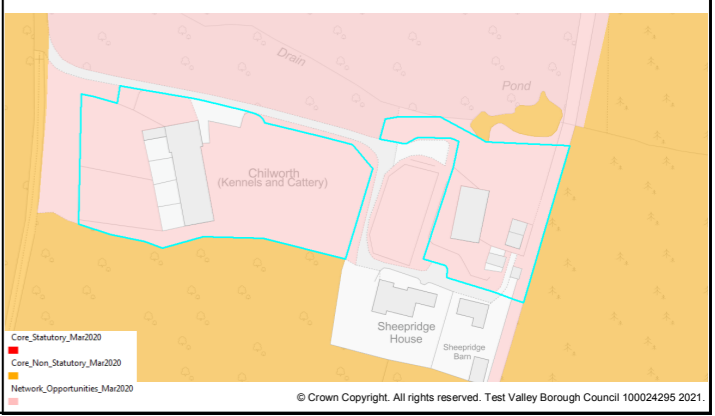 Drain
Pond
Chilworth
(Kennels and Cattery)
Sheepridge
House
Sheepridge
Barn
Core_Statutory_Mar2020
Core_Non_Statutory_Mar2020
Network_Opportunities_Mar2020
© Crown Copyright. All rights reserved. Test Valley Borough Council 100024295 2021.